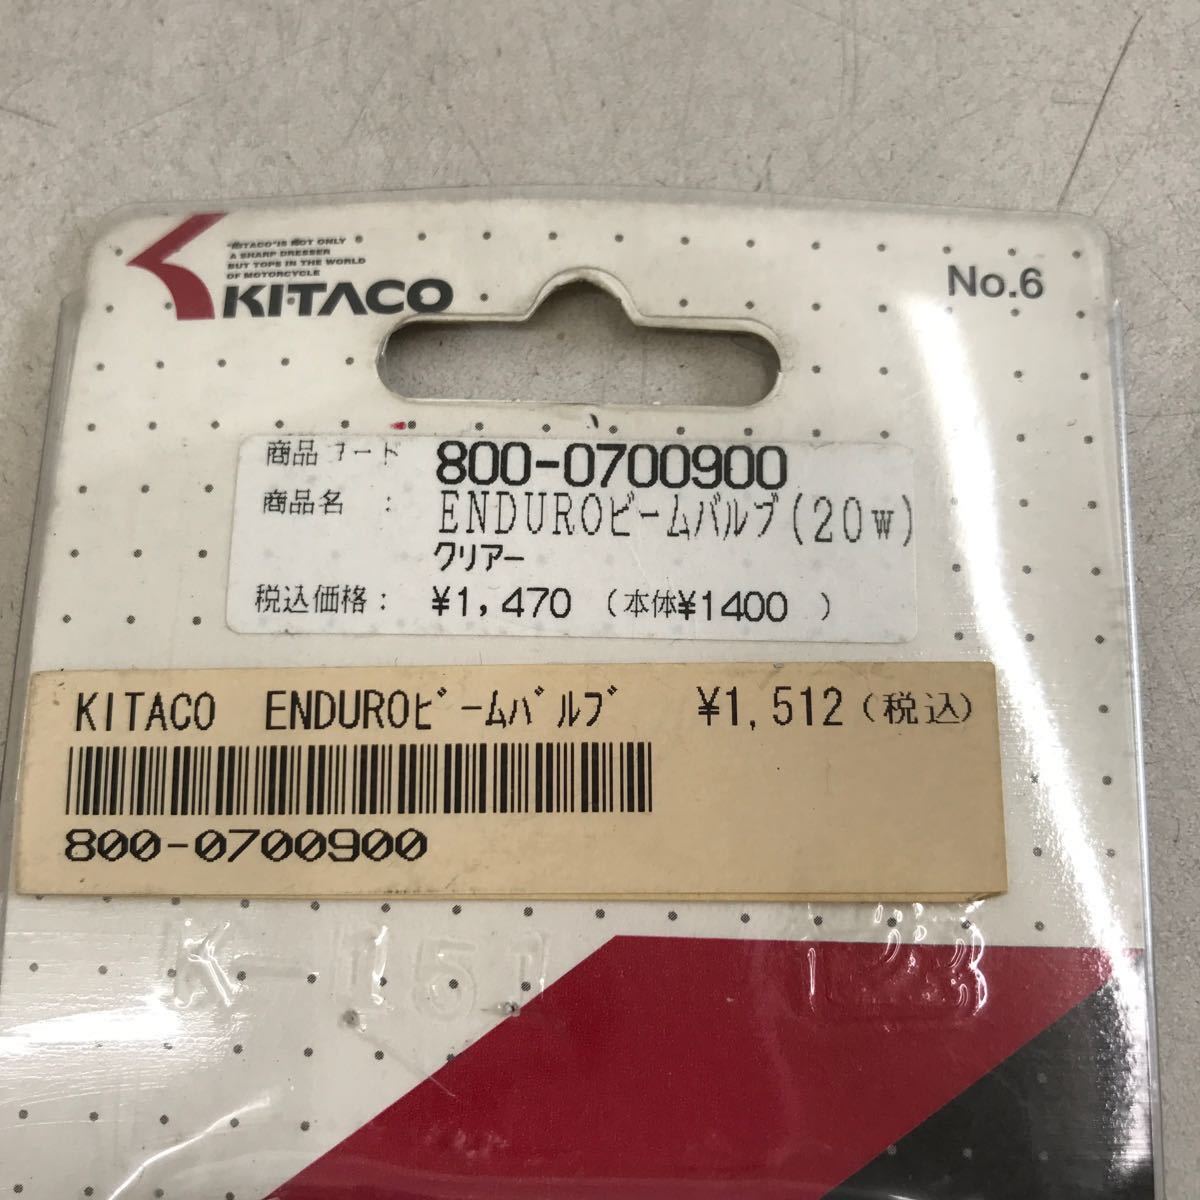 "KITACO"IS NOT ONLY
A SHARP DRESSER
BUT TOPS IN THE WORLD
OF MOTORCYCLE
KITACO
No.6
商品コード 800-0700900
商品名 : ENDUROビームバルブ(20w)
クリアー
税込価格: ¥1,470 (本体¥1400 )
KITACO ENDUROビームバルブ ¥1,512(税込)
800-0700900
K-151